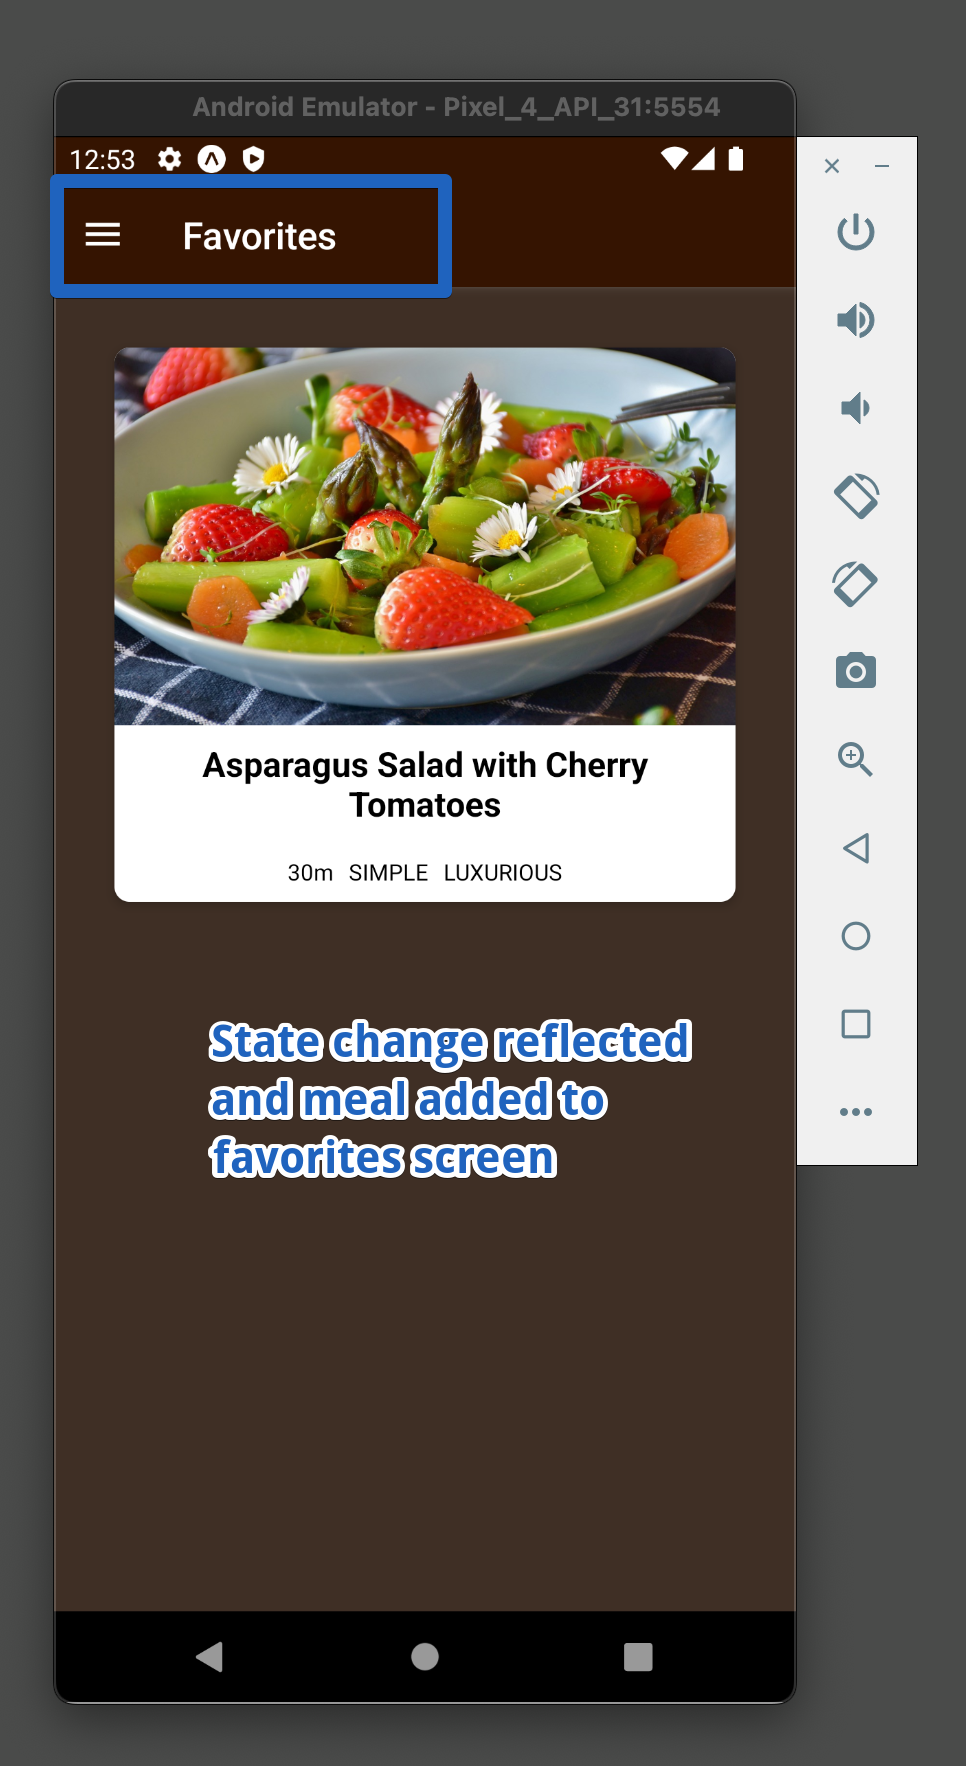 Android Emulator - Pixel_4_API_31:5554
12:53
Favorites
Asparagus Salad with Cherry
Tomatoes
30m SIMPLE LUXURIOUS
State change reflected
and meal added to
favorites screen